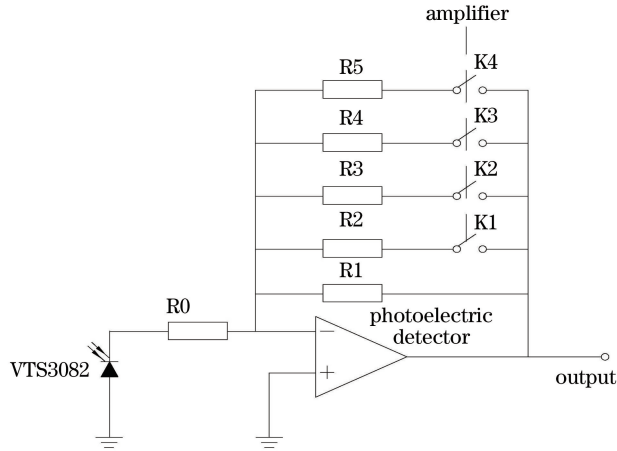 amplifier
R5
K4
R4
K3
R3
K2
R2
K1
R1
R0
photoelectric
detector
VTS3082
−
+
output